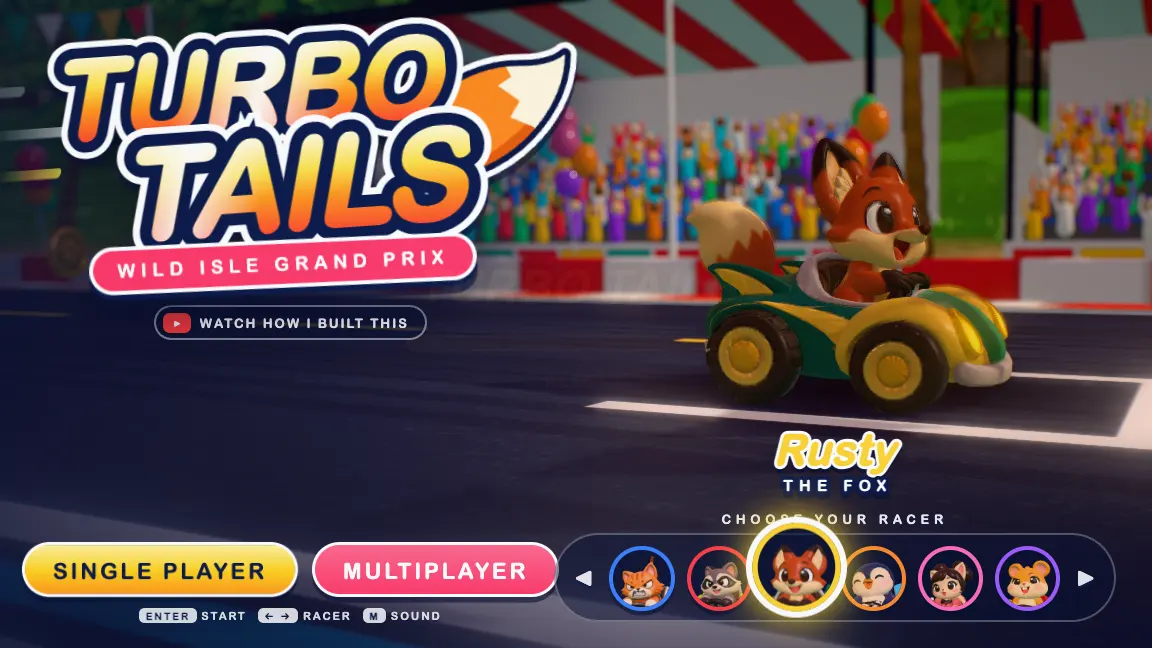 TURBO
TAILS
WILD ISLE GRAND PRIX
WATCH HOW I BUILT THIS
Rusty
THE FOX
CHOOSE YOUR RACER
SINGLE PLAYER
MULTIPLAYER
ENTER START ← → RACER M SOUND